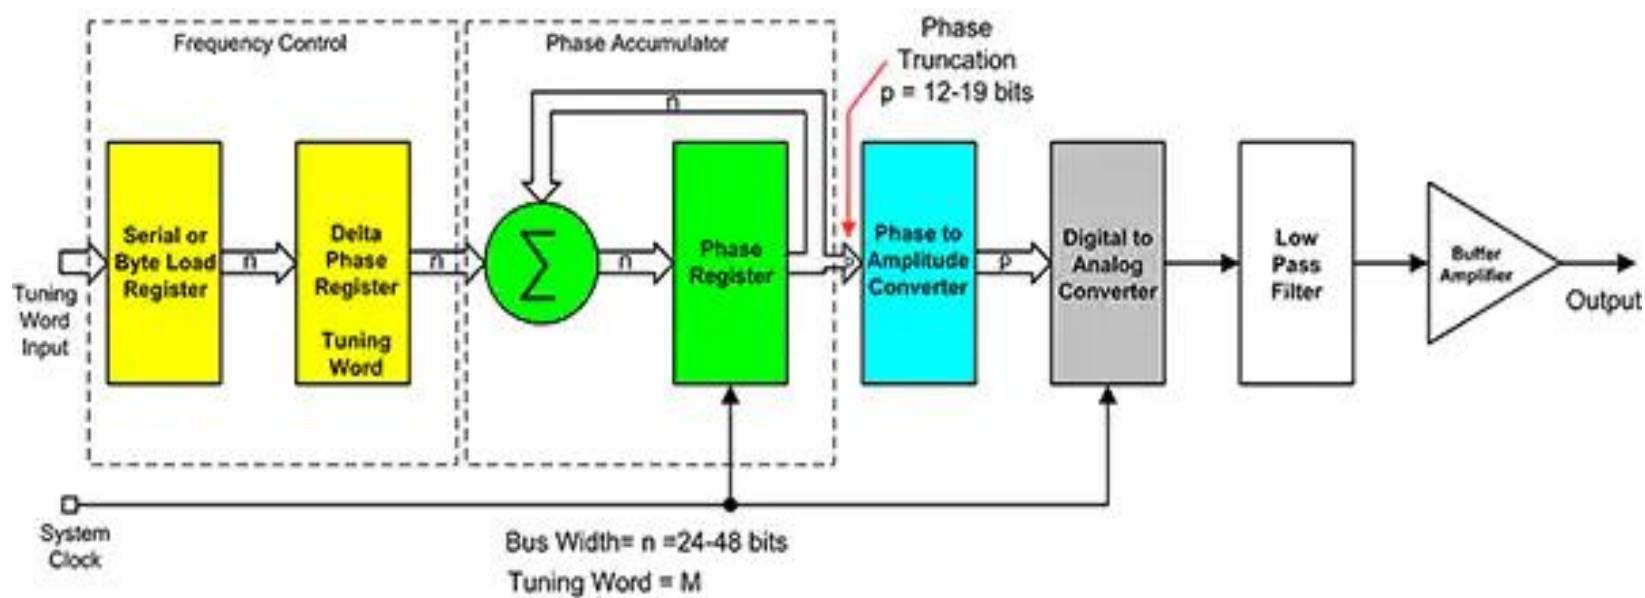 Frequency Control
Phase Accumulator
Phase
Truncation
p = 12-19 bits
n
Serial or
Byte Load
Register
n
Delta
Phase
Register
Tuning
Word
n
Σ
n
Phase
Register
P
Phase to
Amplitude
Converter
P
Digital to
Analog
Converter
Low
Pass
Filter
Buffer
Amplifier
Output
Tuning
Word
Input
System
Clock
Bus Width= n =24-48 bits
Tuning Word = M